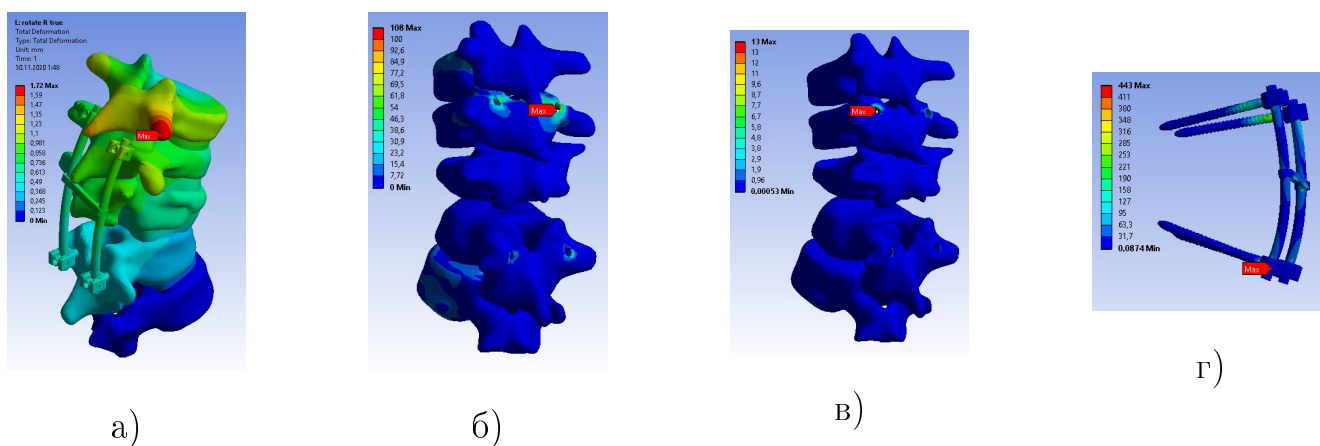 L: rotate R true
Total Deformation
Type: Total Deformation
Unit: mm
Time: 1
30.11.2020 1:48
1,72 Max
1,59
1,47
1,35
1,23
1,1
0,981
0,858
0,736
0,613
0,49
0,368
0,245
0,123
0 Min
Max
а)
108 Max
100
92,6
84,9
77,2
69,5
61,8
54
46,3
38,6
30,9
23,2
15,4
7,72
0 Min
Max
б)
13 Max
13
12
11
9,6
8,7
7,7
6,7
5,8
4,8
3,8
2,9
1,9
0,96
0,00053 Min
Max
в)
443 Max
411
380
348
316
285
253
221
190
158
127
95
63,3
31,7
0,0874 Min
Max
г)